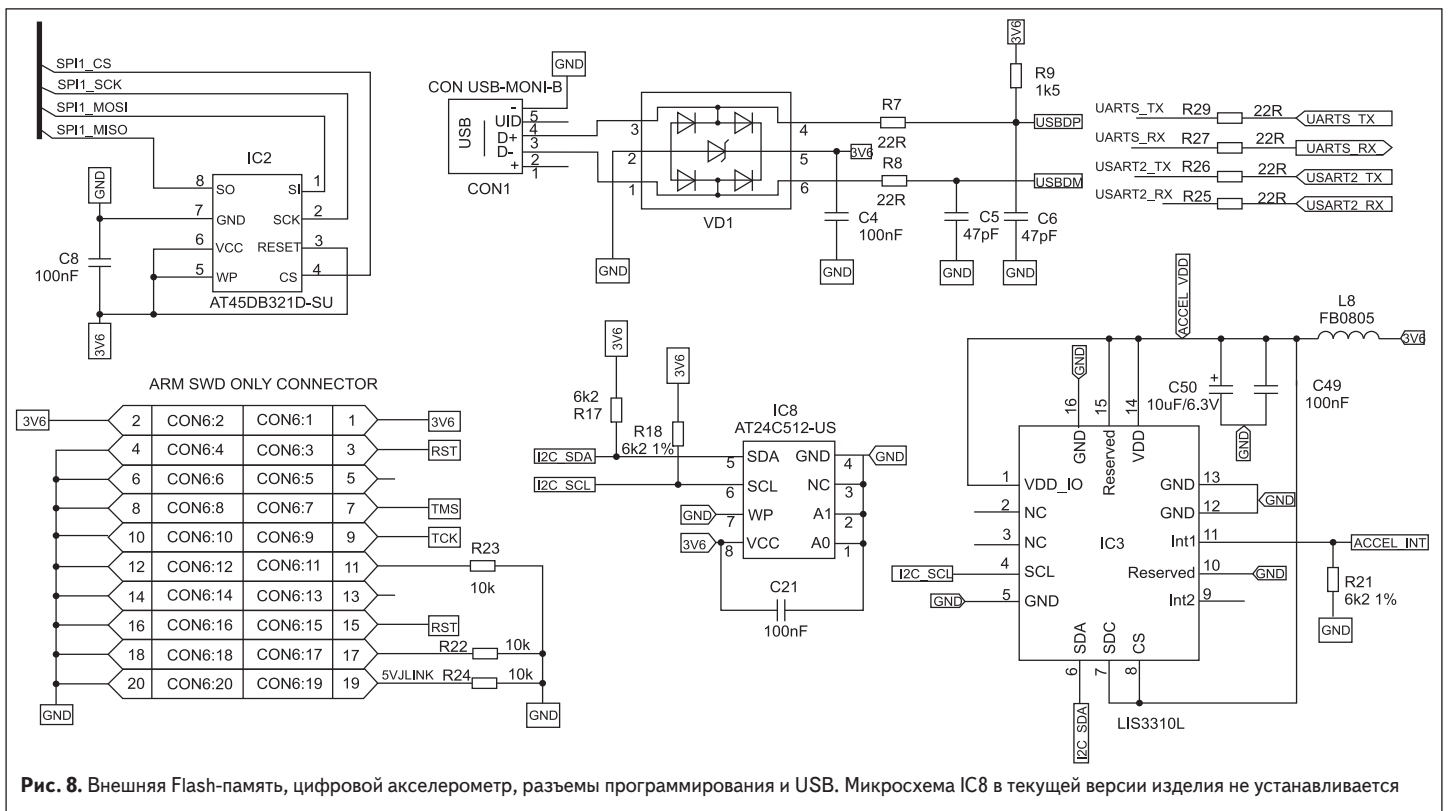 SPI1_CS
SPI1_SCK
SPI1_MOSI
SPI1_MISO
IC2
8 SO SI 1
7 GND SCK 2
6 VCC RESET 3
5 WP CS 4
AT45DB321D-SU
GND
C8
100nF
3V6
CON USB-MONI-B
GND
USB
-
UID
D+
D-
+
5
4
3
2
1
CON1
3
2
1
4
5
6
VD1
GND
3V6
R7
22R
R8
22R
C4
100nF
GND
3V6
R9
1k5
USBDP
USBDM
C5
47pF
C6
47pF
GND
GND
UARTS_TX R29 22R UARTS_TX
UARTS_RX R27 22R UARTS_RX
USART2_TX R26 22R USART2_TX
USART2_RX R25 22R USART2_RX
ARM SWD ONLY CONNECTOR
3V6 2 CON6:2 CON6:1 1 3V6
4 CON6:4 CON6:3 3 RST
6 CON6:6 CON6:5 5
8 CON6:8 CON6:7 7 TMS
10 CON6:10 CON6:9 9 TCK
12 CON6:12 CON6:11 11 R23 10k
14 CON6:14 CON6:13 13
16 CON6:16 CON6:15 15 RST
18 CON6:18 CON6:17 17 R22 10k
20 CON6:20 CON6:19 19 5VJLINK R24 10k
GND
GND
3V6
6k2
R17
3V6
R18
6k2 1%
IC8
AT24C512-US
I2C_SDA 5 SDA GND 4 GND
I2C_SCL 6 SCL NC 3
GND 7 WP A1 2
3V6 8 VCC A0 1
C21
100nF
ACCEL_VDD
L8
FB0805
3V6
C50
10uF/6.3V
+
C49
100nF
GND
GND
16 15 14
GND Reserved VDD
1 VDD_IO GND 13
2 NC GND 12 GND
3 NC IC3 Int1 11 ACCEL_INT
I2C_SCL 4 SCL Reserved 10 GND
GND 5 GND Int2 9
SDA SDC CS
6 7 8
I2C_SDA
LIS3310L
R21
6k2 1%
GND
Рис. 8. Внешняя Flash-память, цифровой акселерометр, разъемы программирования и USB. Микросхема IC8 в текущей версии изделия не устанавливается